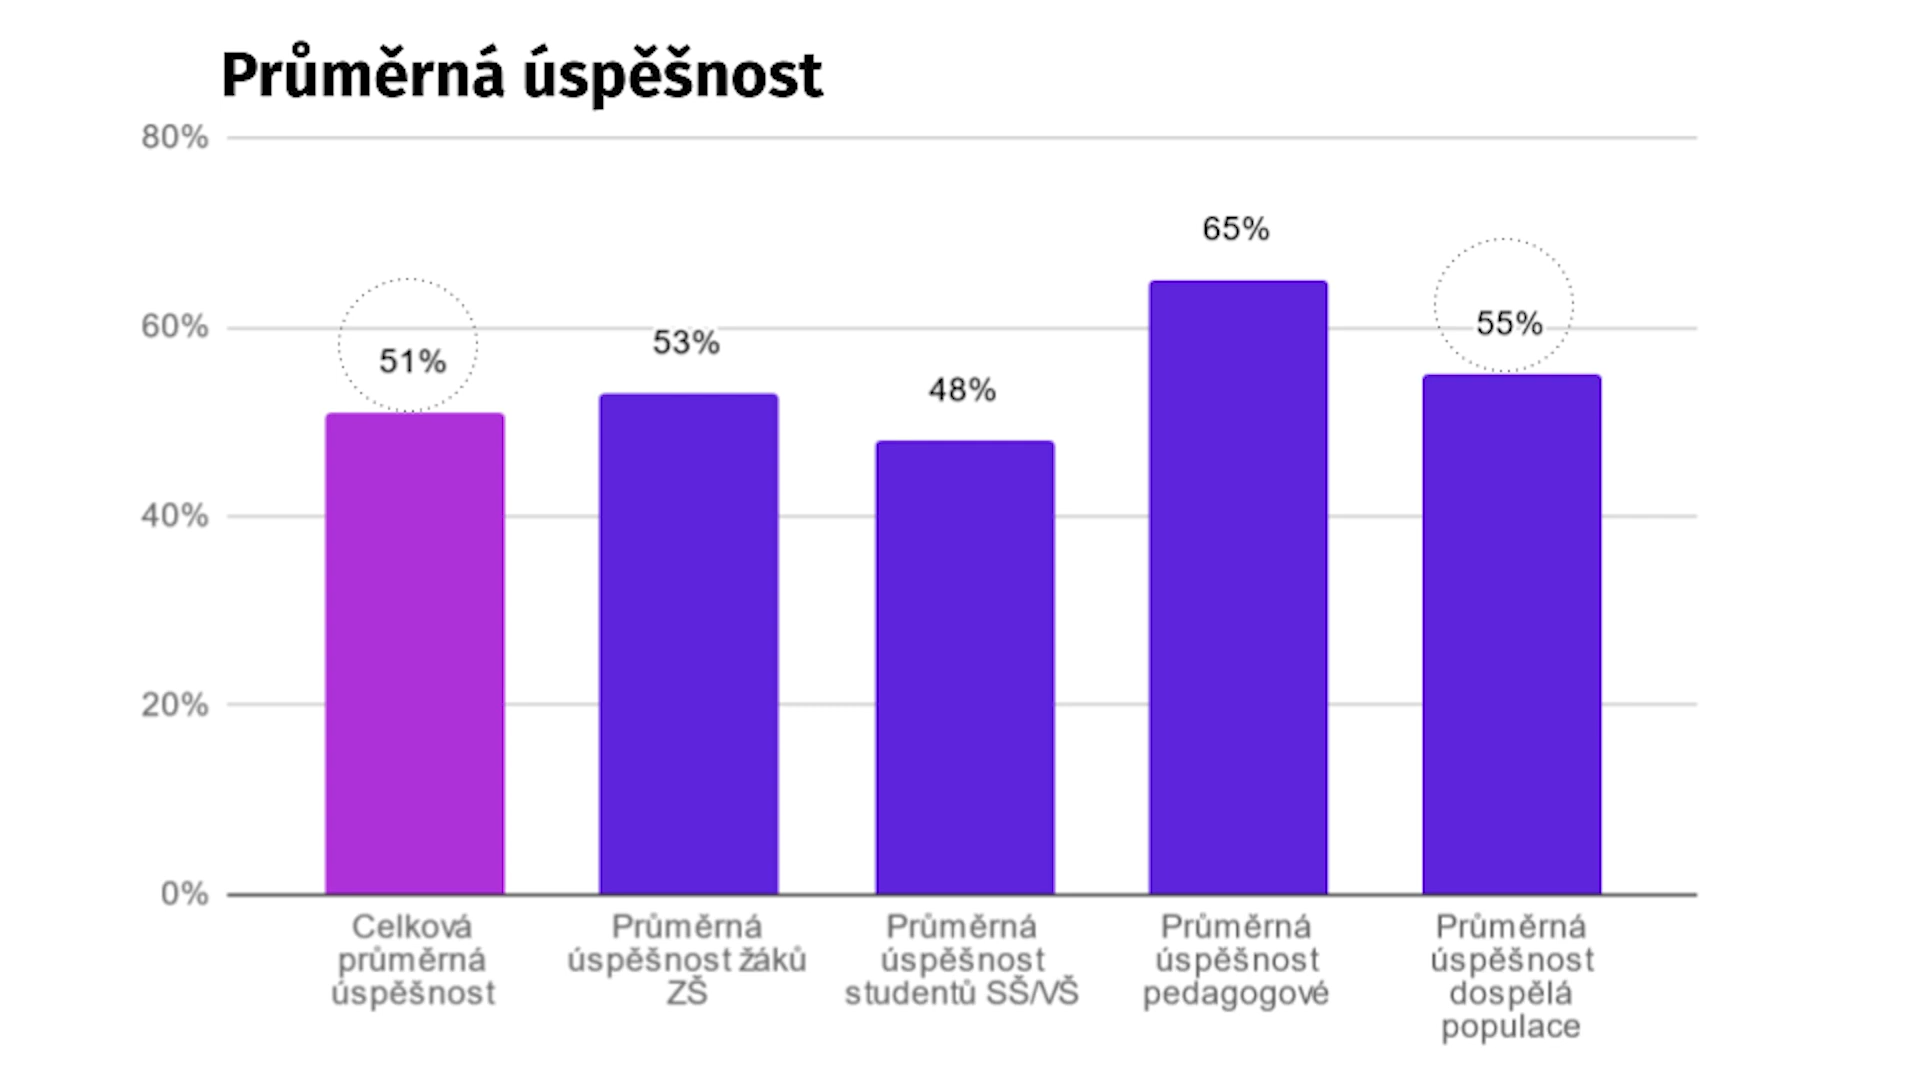 Průměrná úspěšnost
80%
60%
40%
20%
0%
51%
53%
48%
65%
55%
Celková
průměrná
úspěšnost
Průměrná
úspěšnost žáků
ZŠ
Průměrná
úspěšnost
studentů SŠ/VŠ
Průměrná
úspěšnost
pedagogové
Průměrná
úspěšnost
dospělá
populace